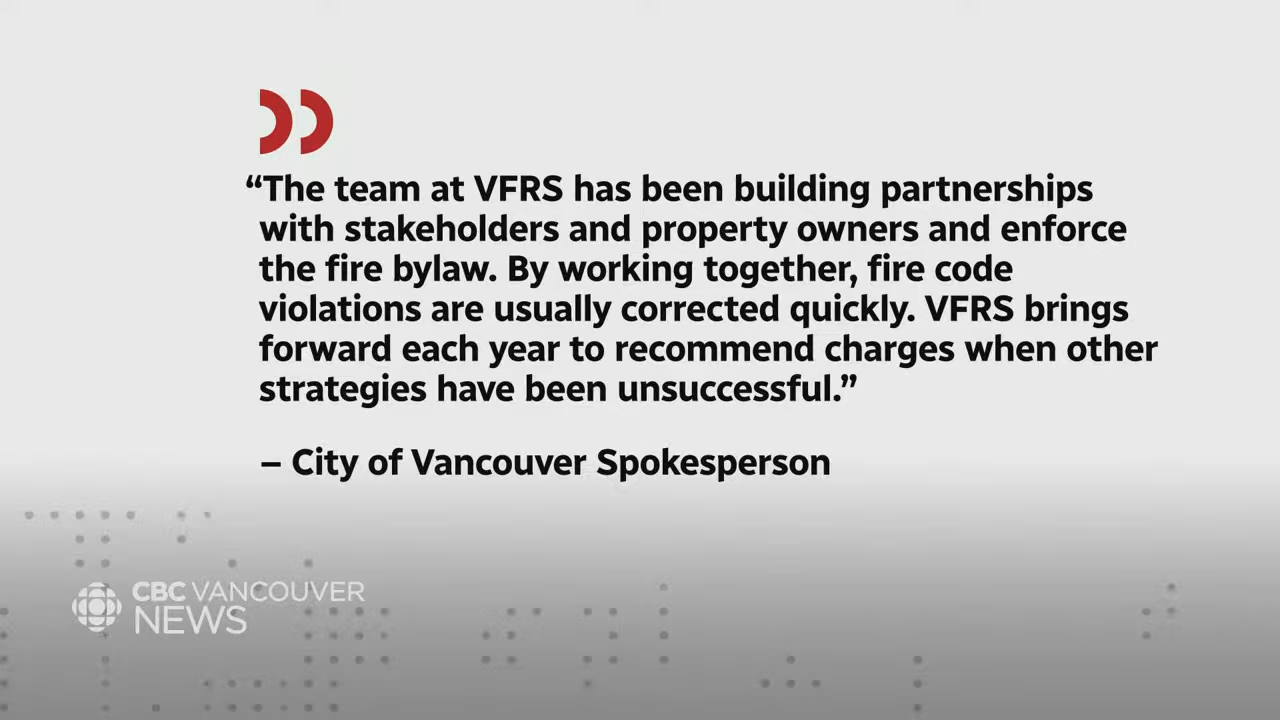 “The team at VFRS has been building partnerships
with stakeholders and property owners and enforce
the fire bylaw. By working together, fire code
violations are usually corrected quickly. VFRS brings
forward each year to recommend charges when other
strategies have been unsuccessful.”
– City of Vancouver Spokesperson
CBC VANCOUVER
NEWS